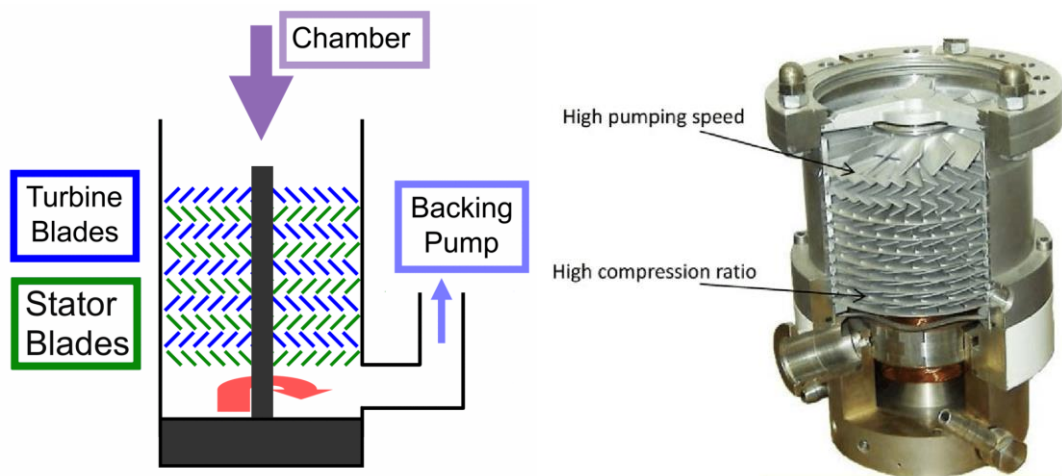 Chamber
Turbine
Blades
Stator
Blades
Backing
Pump
High pumping speed
High compression ratio